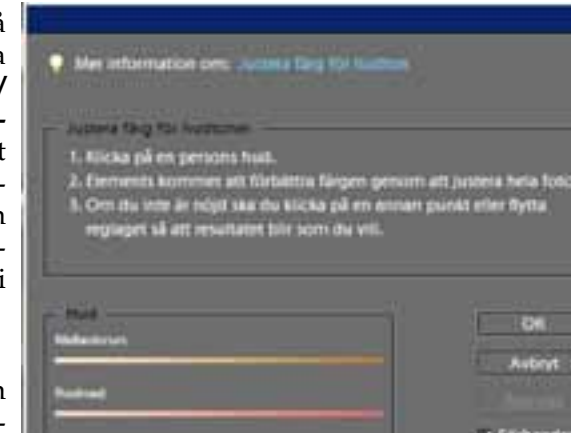 å
a
/
-
t
-
n
-
i
n
-
Mer information om: Justera färg för hudton
Justera färg för hudtoner
1. Klicka på en persons hud.
2. Elements kommer att förbättra färgen genom att justera hela foto
3. Om du inte är nöjd ska du klicka på en annan punkt eller flytta
reglaget så att resultatet blir som du vill.
Hud
Mellanbrun
Rodnad
OK
Avbryt